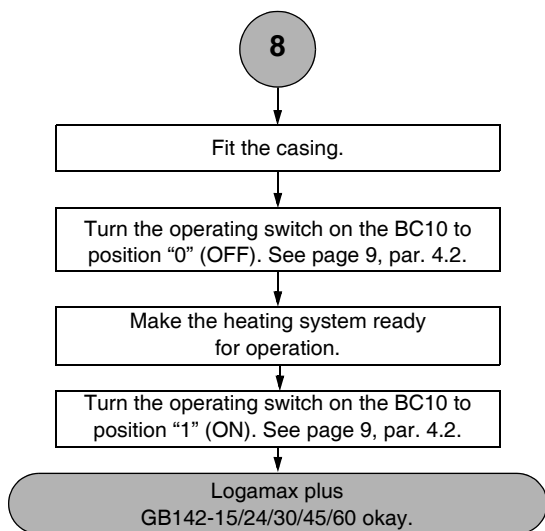 8
Fit the casing.
Turn the operating switch on the BC10 to
position “0” (OFF). See page 9, par. 4.2.
Make the heating system ready
for operation.
Turn the operating switch on the BC10 to
position “1” (ON). See page 9, par. 4.2.
Logamax plus
GB142-15/24/30/45/60 okay.